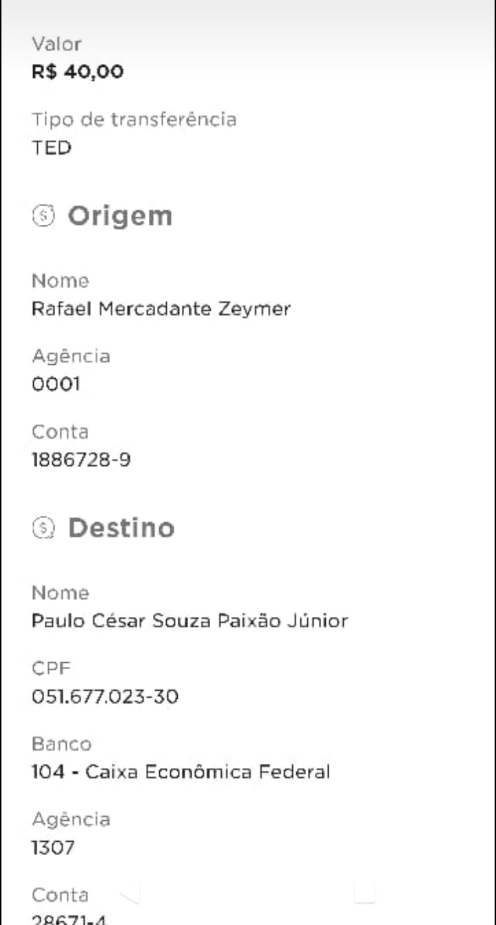 Valor
R$ 40,00
Tipo de transferência
TED
Origem
Nome
Rafael Mercadante Zeymer
Agência
0001
Conta
1886728-9
Destino
Nome
Paulo César Souza Paixão Júnior
CPF
051.677.023-30
Banco
104 - Caixa Econômica Federal
Agência
1307
Conta
28671-4